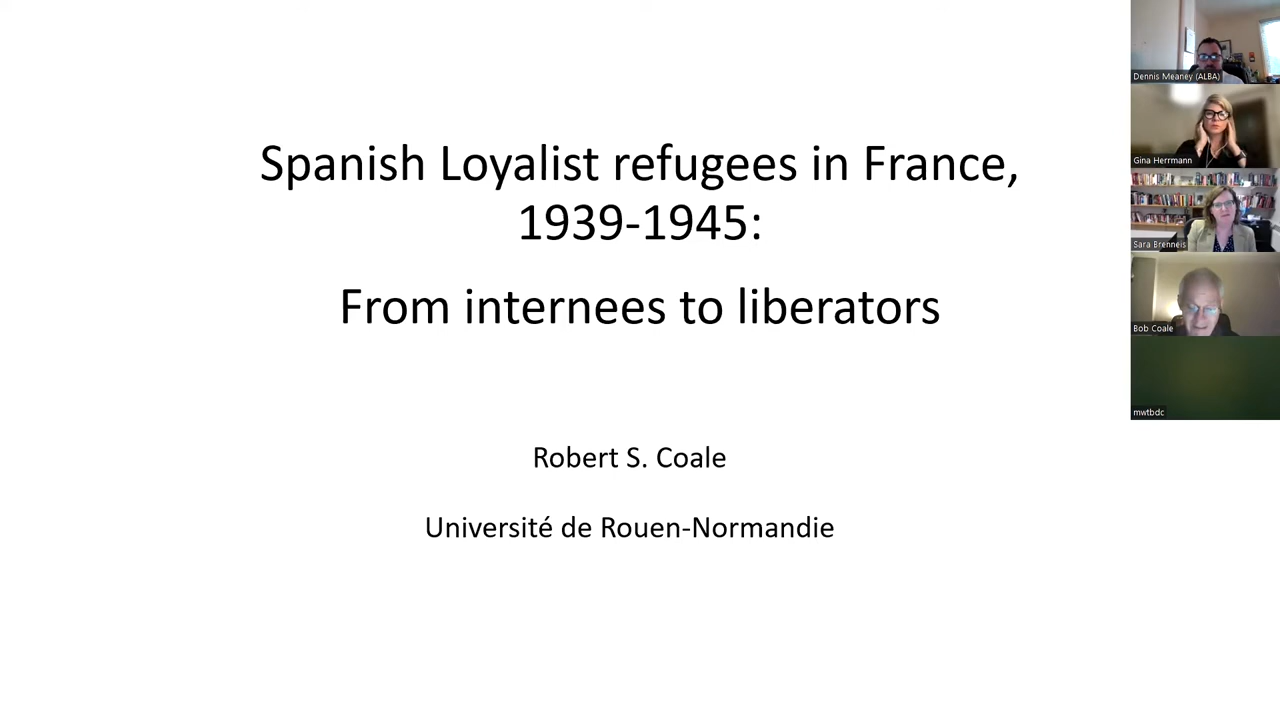 Spanish Loyalist refugees in France,
1939-1945:
From internees to liberators
Robert S. Coale
Université de Rouen-Normandie
Dennis Meaney (ALBA)
Gina Herrmann
Sara Brenneis
Bob Coale
mwtbdc